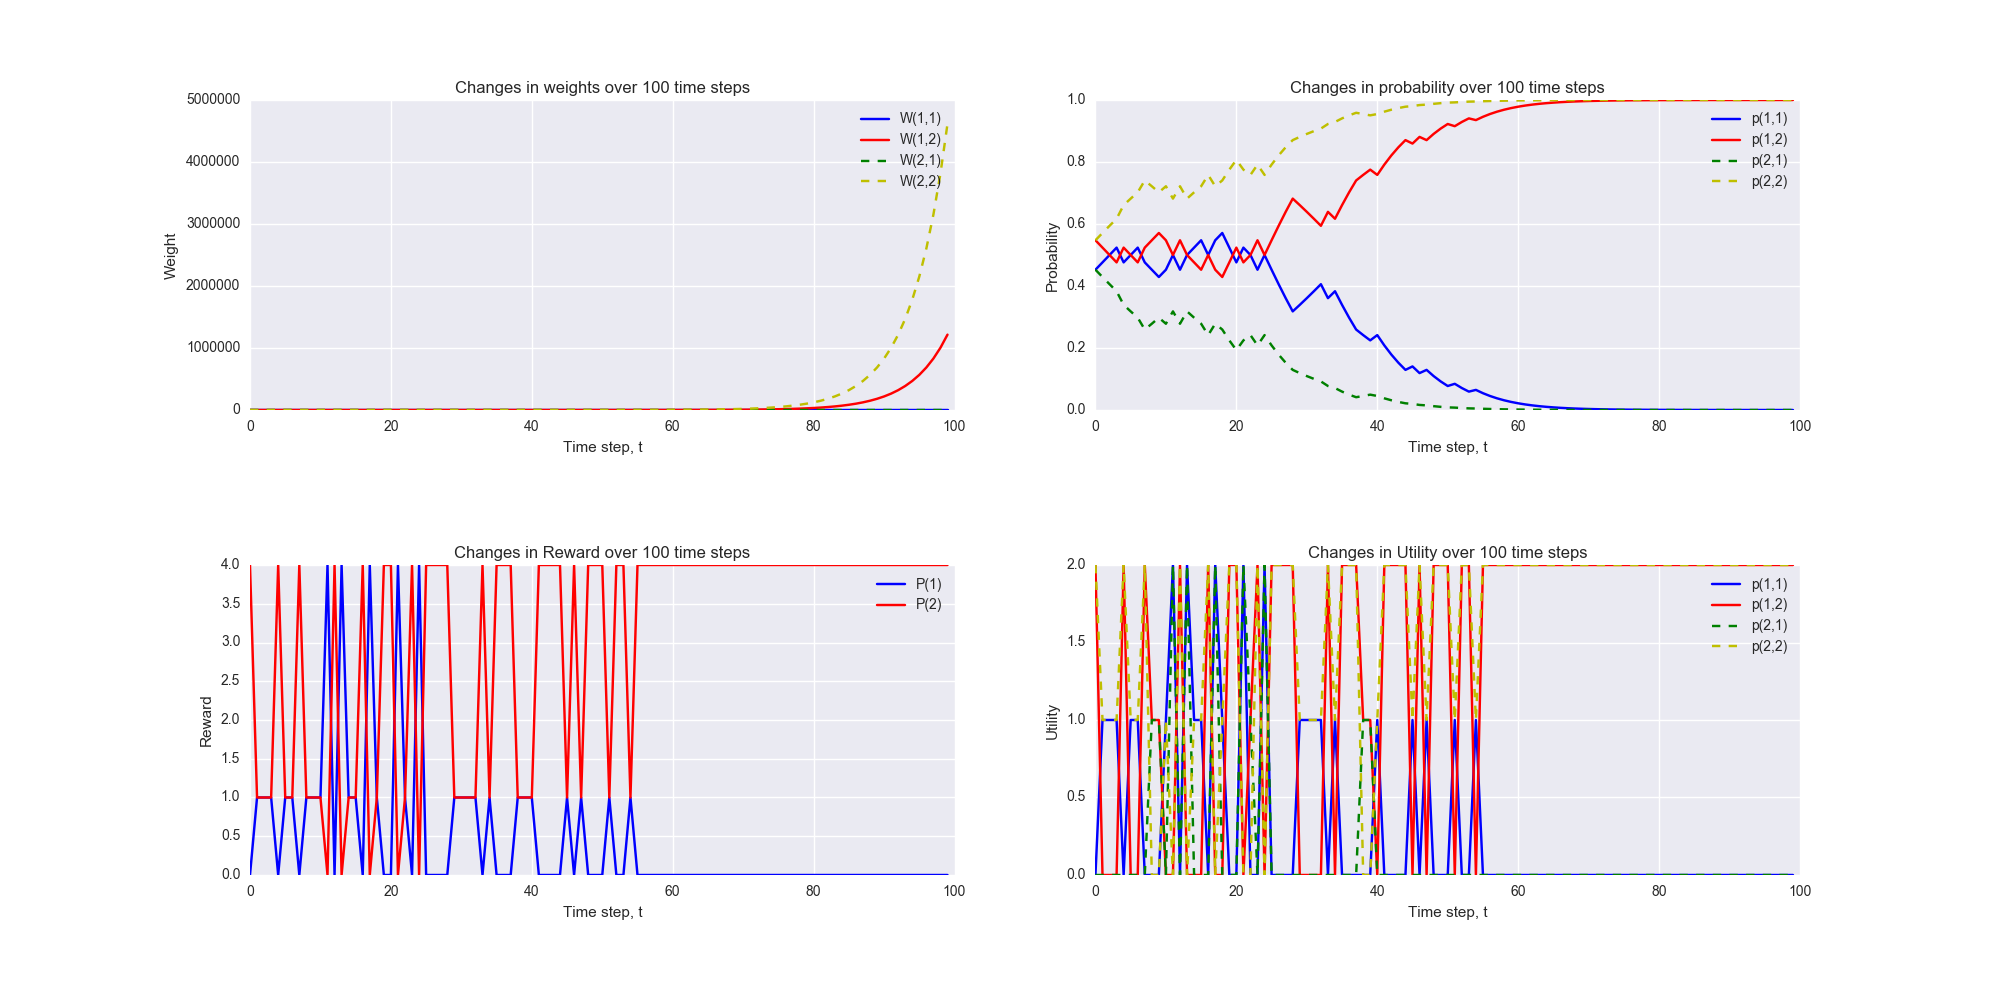 Changes in weights over 100 time steps
5000000
4000000
3000000
2000000
1000000
0
Weight
W(1,1)
W(1,2)
W(2,1)
W(2,2)
0 20 40 60 80 100
Time step, t
Changes in probability over 100 time steps
1.0
0.8
0.6
0.4
0.2
0.0
Probability
p(1,1)
p(1,2)
p(2,1)
p(2,2)
0 20 40 60 80 100
Time step, t
Changes in Reward over 100 time steps
4.0
3.5
3.0
2.5
2.0
1.5
1.0
0.5
0.0
Reward
P(1)
P(2)
0 20 40 60 80 100
Time step, t
Changes in Utility over 100 time steps
2.0
1.5
1.0
0.5
0.0
Utility
p(1,1)
p(1,2)
p(2,1)
p(2,2)
0 20 40 60 80 100
Time step, t